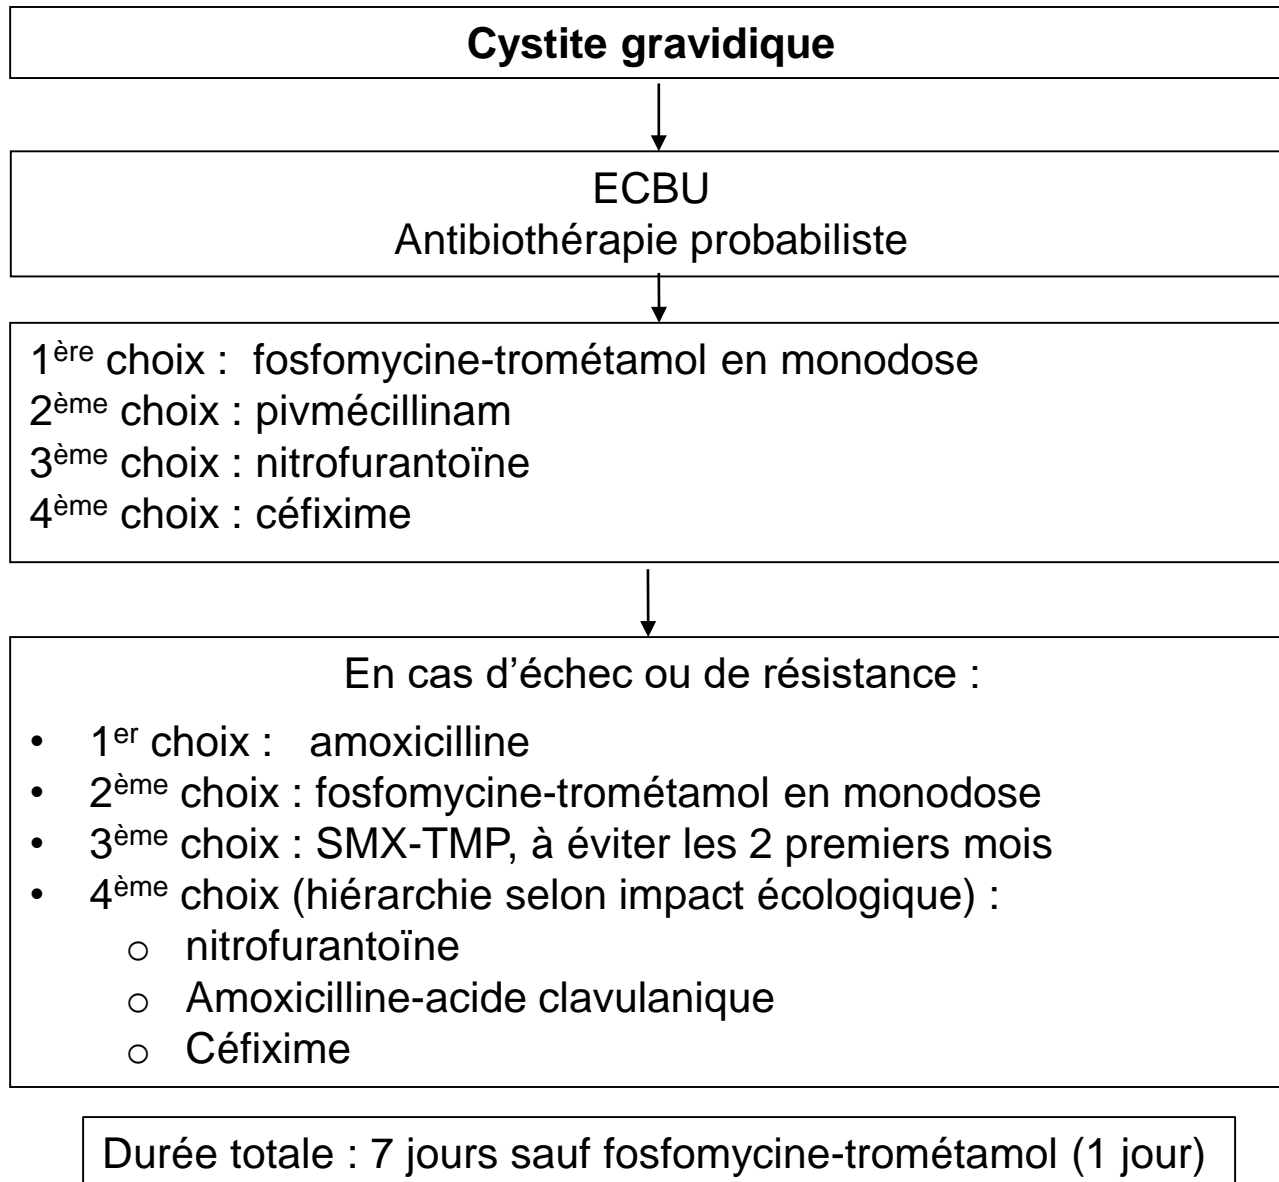 Cystite gravidique
ECBU
Antibiothérapie probabiliste
1ère choix : fosfomycine-trométamol en monodose
2ème choix : pivmécillinam
3ème choix : nitrofurantoïne
4ème choix : céfixime
En cas d’échec ou de résistance :
• 1er choix : amoxicilline
• 2ème choix : fosfomycine-trométamol en monodose
• 3ème choix : SMX-TMP, à éviter les 2 premiers mois
• 4ème choix (hiérarchie selon impact écologique) :
o nitrofurantoïne
o Amoxicilline-acide clavulanique
o Céfixime
Durée totale : 7 jours sauf fosfomycine-trométamol (1 jour)